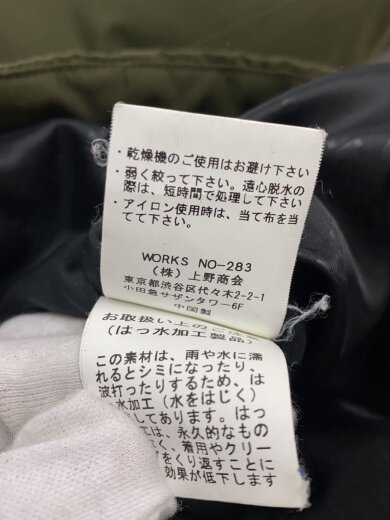 ・乾燥機のご使用はお避け下さい
・弱く絞って下さい。遠心脱水の
際は、短時間で処理して下さい
・アイロン使用時は、当て布を
当てて下さい。
WORKS NO-283
(株)上野商会
東京都渋谷区代々木2-2-1
小田急サザンタワー6F
中国製
お取扱い上のご
(はっ水加工製品)
この素材は、雨や水に濡
れるとシミになったり、
波打ったりするため、は
水加工(水をはじく)
してあります。はっ
工は、永久的なもの
く、着用やクリー
をくり返すことに
効果が低下します